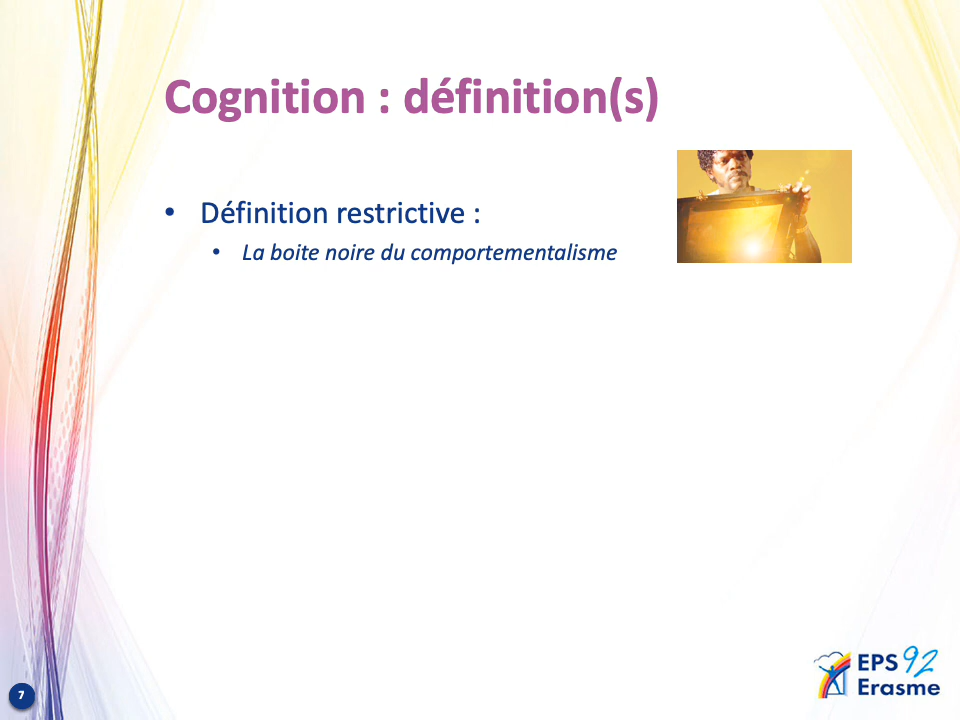 Cognition : définition(s)
• Définition restrictive :
• La boite noire du comportementalisme
7
EPS 92
Erasme